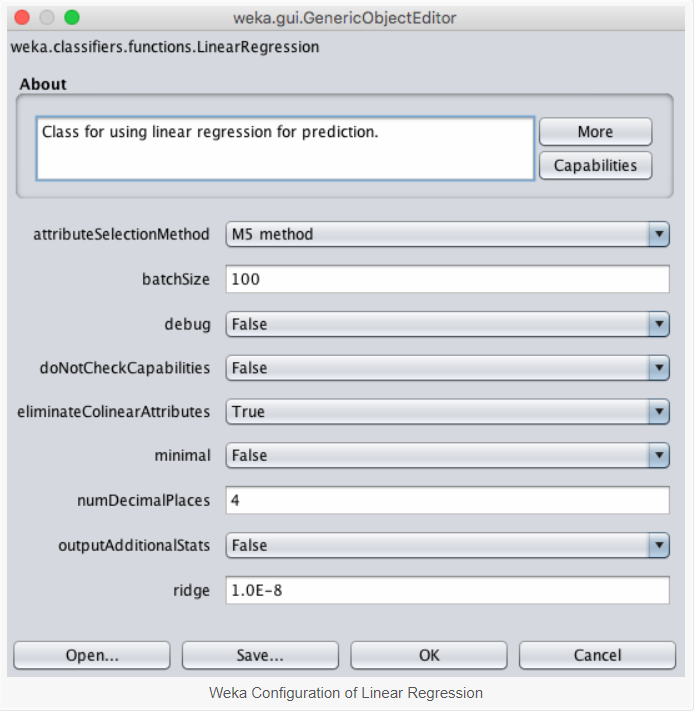 weka.gui.GenericObjectEditor
weka.classifiers.functions.LinearRegression
About
Class for using linear regression for prediction.
More
Capabilities
attributeSelectionMethod M5 method
batchSize 100
debug False
doNotCheckCapabilities False
eliminateColinearAttributes True
minimal False
numDecimalPlaces 4
outputAdditionalStats False
ridge 1.0E-8
Open... Save... OK Cancel
Weka Configuration of Linear Regression